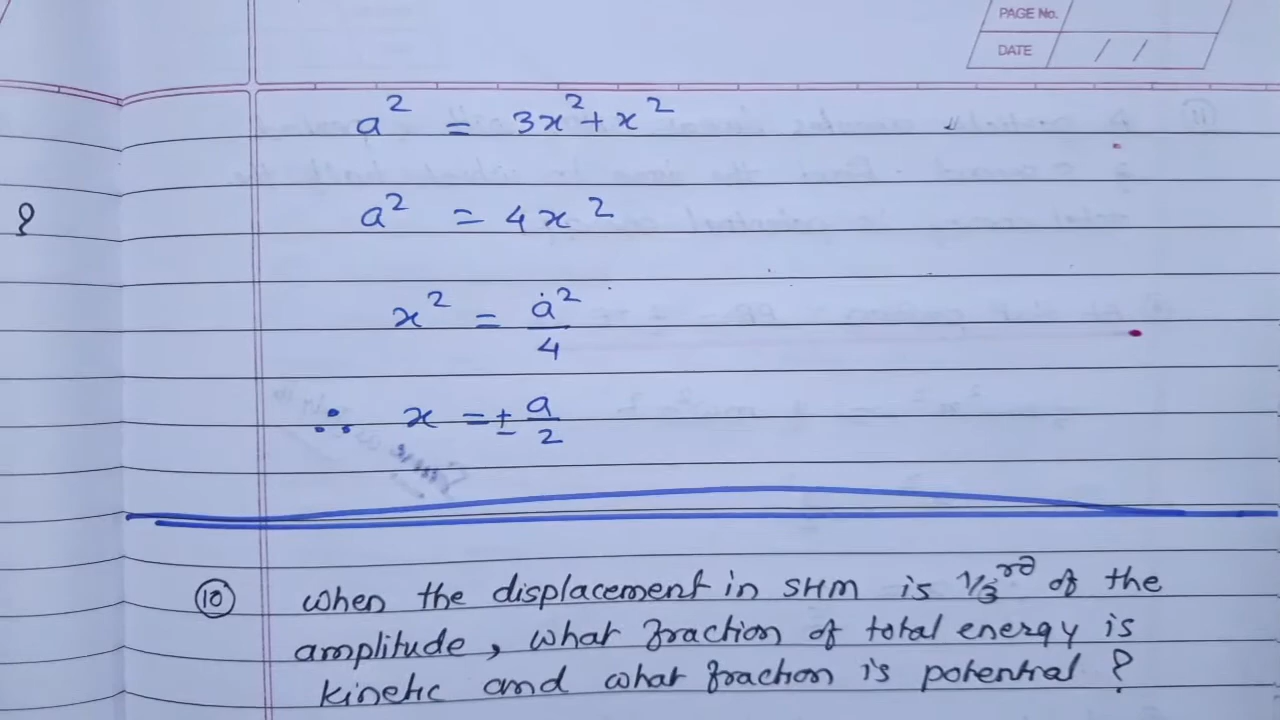 PAGE No.
DATE / /
a² = 3x² + x²
a² = 4x²
x² = a²/4
∴ x = ± a/2
10 when the displacement in SHM is 1/3rd of the
amplitude, what fraction of total energy is
kinetic and what fraction is potential ?